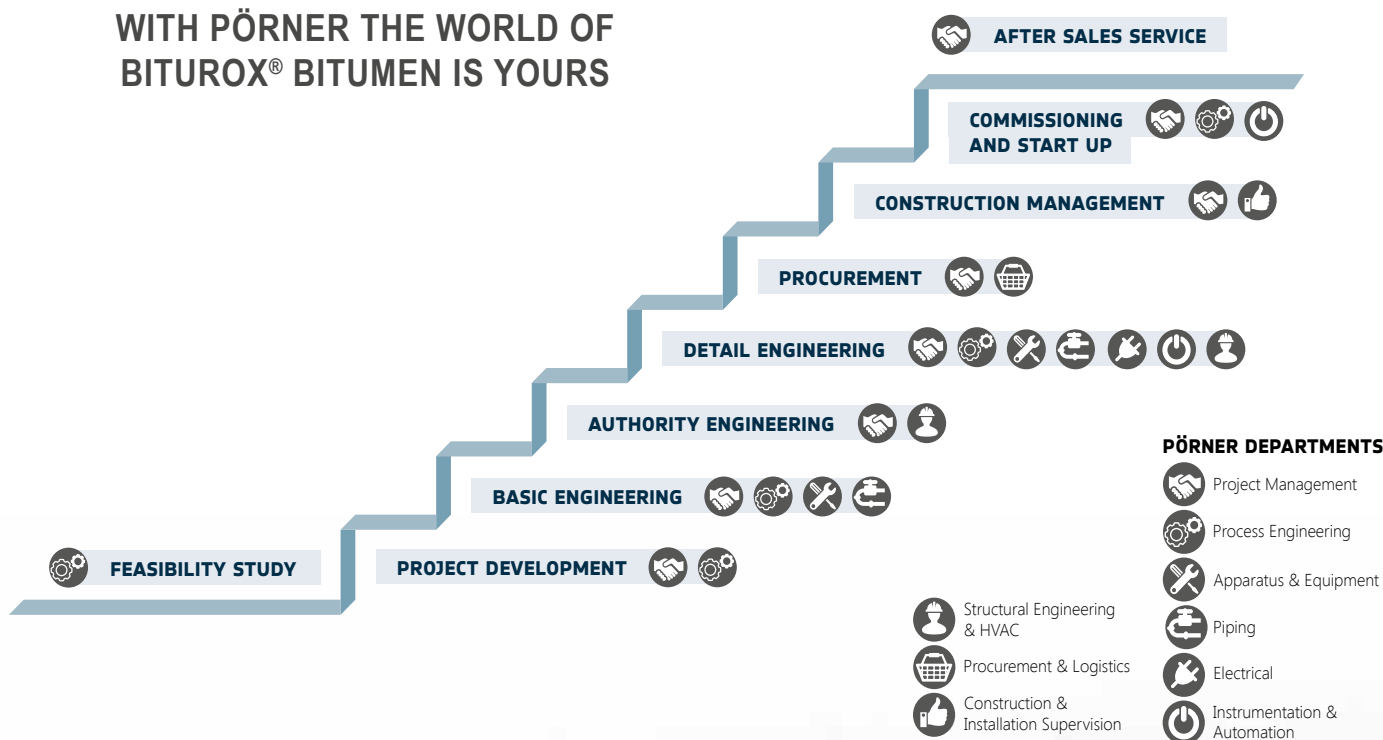 WITH PÖRNER THE WORLD OF
BITUROX® BITUMEN IS YOURS
AFTER SALES SERVICE
COMMISSIONING
AND START UP
CONSTRUCTION MANAGEMENT
PROCUREMENT
DETAIL ENGINEERING
AUTHORITY ENGINEERING
BASIC ENGINEERING
FEASIBILITY STUDY
PROJECT DEVELOPMENT
PÖRNER DEPARTMENTS
Project Management
Process Engineering
Apparatus & Equipment
Piping
Electrical
Instrumentation &
Automation
Structural Engineering
& HVAC
Procurement & Logistics
Construction &
Installation Supervision